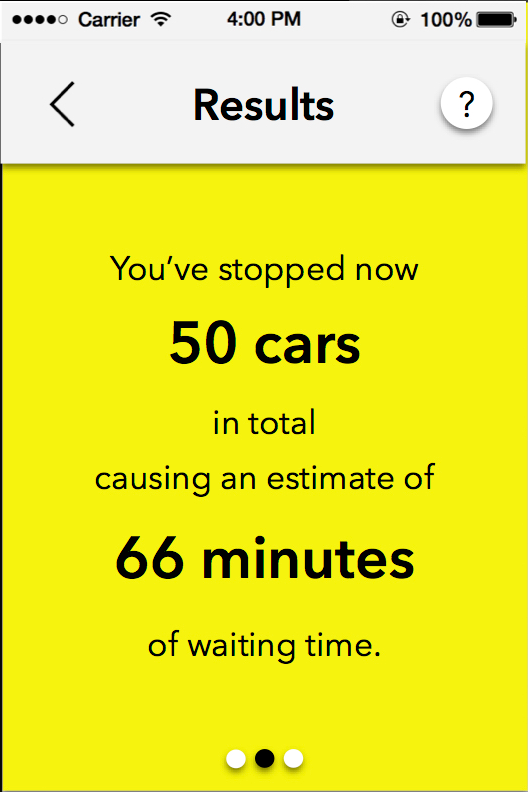 Carrier 4:00 PM 100%
Results ?
You’ve stopped now
50 cars
in total
causing an estimate of
66 minutes
of waiting time.